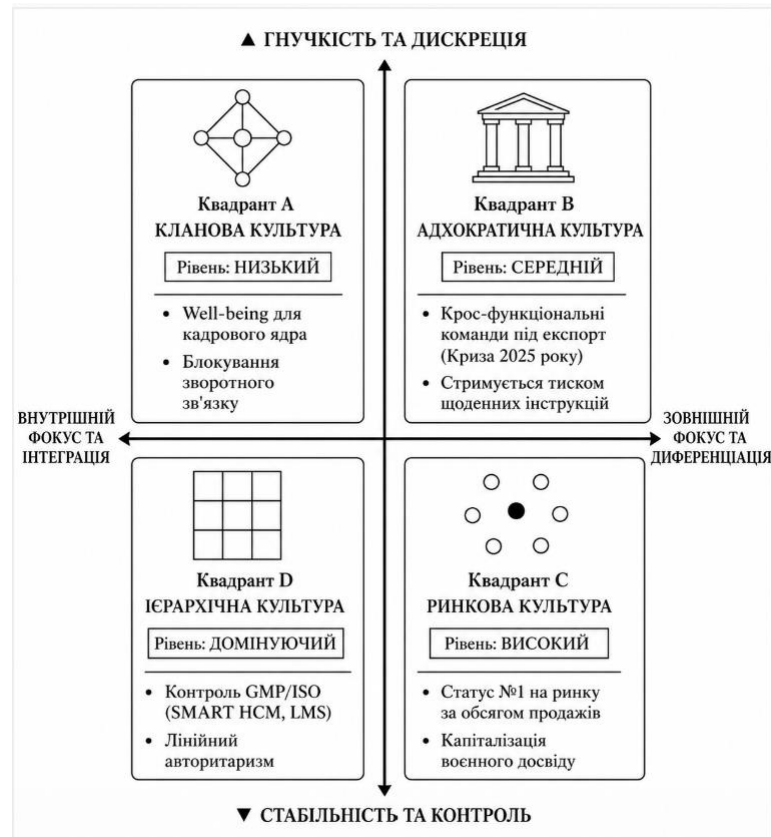 ▲ ГНУЧКІСТЬ ТА ДИСКРЕЦІЯ
Квадрант A
КЛАНОВА КУЛЬТУРА
Рівень: НИЗЬКИЙ
• Well-being для
кадрового ядра
• Блокування
зворотного
зв'язку
Квадрант B
АДХОКРАТИЧНА КУЛЬТУРА
Рівень: СЕРЕДНІЙ
• Крос-функціональні
команди під експорт
(Криза 2025 року)
• Стримується тиском
щоденних інструкцій
ВНУТРІШНІЙ
ФОКУС ТА
ІНТЕГРАЦІЯ
ЗОВНІШНІЙ
ФОКУС ТА
ДИФЕРЕНЦІАЦІЯ
Квадрант D
ІЄРАРХІЧНА КУЛЬТУРА
Рівень: ДОМІНУЮЧИЙ
• Контроль GMP/ISO
(SMART HCM, LMS)
• Лінійний
авторитаризм
Квадрант C
РИНКОВА КУЛЬТУРА
Рівень: ВИСОКИЙ
• Статус №1 на ринку
за обсягом продажів
• Капіталізація
воєнного досвіду
▼ СТАБІЛЬНІСТЬ ТА КОНТРОЛЬ